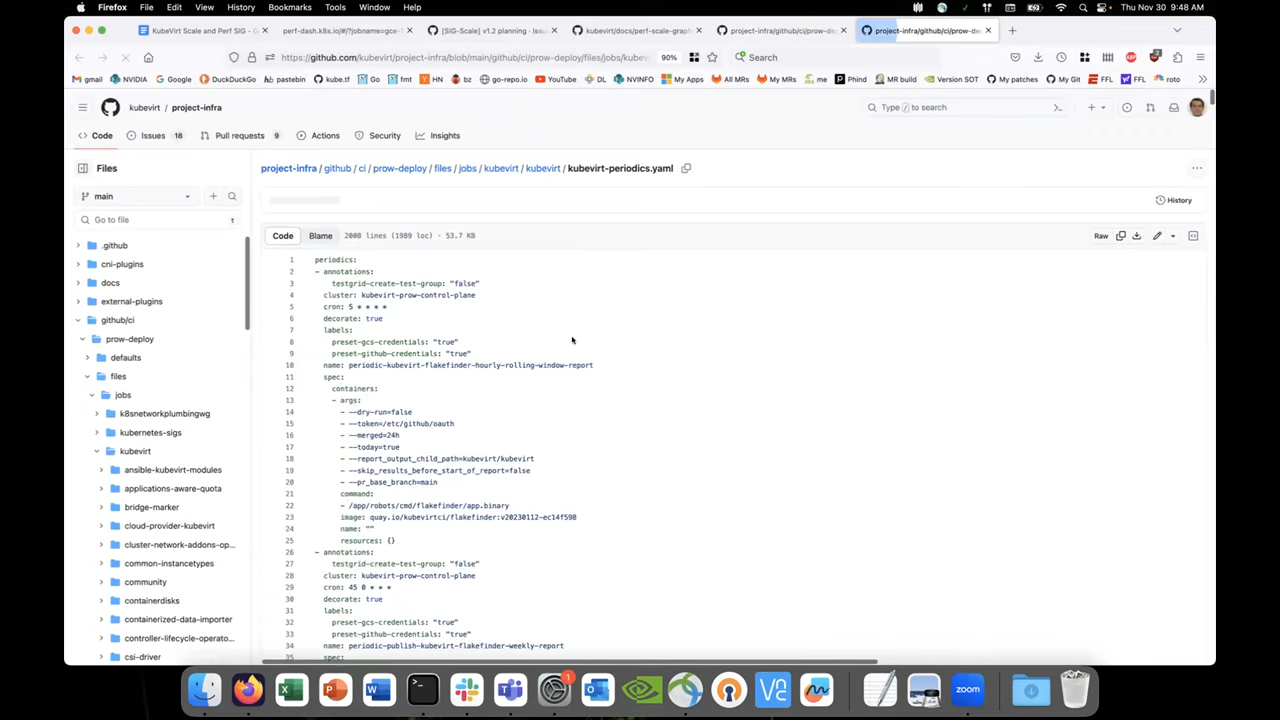 Firefox File Edit View History Bookmarks Tools Window Help Thu Nov 30 9:48 AM
KubeVirt Scale and Perf SIG - G perf-dash.k8s.io/#/?jobname=gce- [SIG-Scale] v1.2 planning · Issu kubevirt/docs/perf-scale-graph project-infra/github/ci/prow-de project-infra/github/ci/prow-de
https://github.com/kubevirt/project-infra/blob/main/github/ci/prow-deploy/files/jobs/kubev 90% Search
gmail NVIDIA Google DuckDuckGo pastebin kube.tf Go fmt HN bz go-repo.io YouTube DL NVINFO My Apps All MRs My MRs me Phind MR build Version SOT My patches My Git FFL FFL roto
kubevirt / project-infra Type / to search
Code Issues 18 Pull requests 9 Actions Security Insights
Files
main
Go to file t
.github
cni-plugins
docs
external-plugins
github/ci
prow-deploy
defaults
files
jobs
k8snetworkplumbingwg
kubernetes-sigs
kubevirt
ansible-kubevirt-modules
applications-aware-quota
bridge-marker
cloud-provider-kubevirt
cluster-network-addons-op...
common-instancetypes
community
containerdisks
containerized-data-importer
controller-lifecycle-operato...
csi-driver
project-infra / github / ci / prow-deploy / files / jobs / kubevirt / kubevirt / kubevirt-periodics.yaml
History
Code Blame 2008 lines (1989 loc) · 53.7 KB Raw
1 periodics:
2 - annotations:
3 testgrid-create-test-group: "false"
4 cluster: kubevirt-prow-control-plane
5 cron: 5 * * * *
6 decorate: true
7 labels:
8 preset-gcs-credentials: "true"
9 preset-github-credentials: "true"
10 name: periodic-kubevirt-flakefinder-hourly-rolling-window-report
11 spec:
12 containers:
13 - args:
14 - --dry-run=false
15 - --token=/etc/github/oauth
16 - --merged=24h
17 - --today=true
18 - --report_output_child_path=kubevirt/kubevirt
19 - --skip_results_before_start_of_report=false
20 - --pr_base_branch=main
21 command:
22 - /app/robots/cmd/flakefinder/app.binary
23 image: quay.io/kubevirtci/flakefinder:v20230112-ec14f598
24 name: ""
25 resources: {}
26 - annotations:
27 testgrid-create-test-group: "false"
28 cluster: kubevirt-prow-control-plane
29 cron: 45 0 * * *
30 decorate: true
31 labels:
32 preset-gcs-credentials: "true"
33 preset-github-credentials: "true"
34 name: periodic-publish-kubevirt-flakefinder-weekly-report
35 spec:
1
zoom